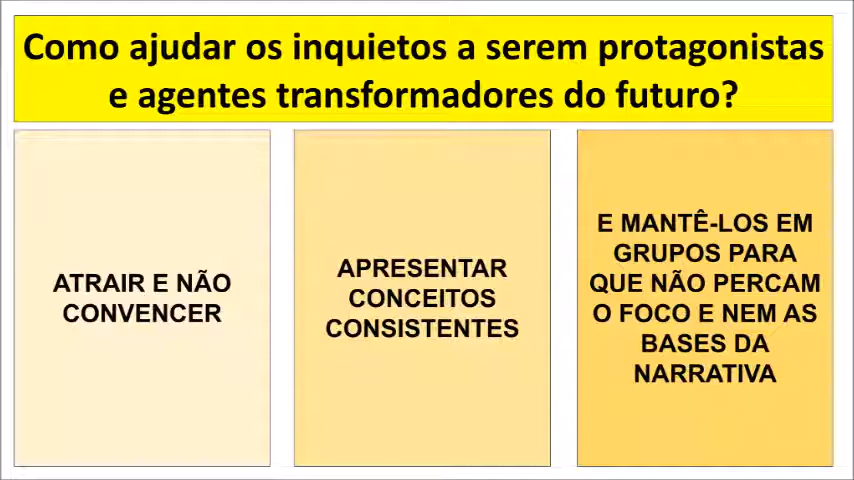 Como ajudar os inquietos a serem protagonistas
e agentes transformadores do futuro?
ATRAIR E NÃO
CONVENCER
APRESENTAR
CONCEITOS
CONSISTENTES
E MANTÊ-LOS EM
GRUPOS PARA
QUE NÃO PERCAM
O FOCO E NEM AS
BASES DA
NARRATIVA